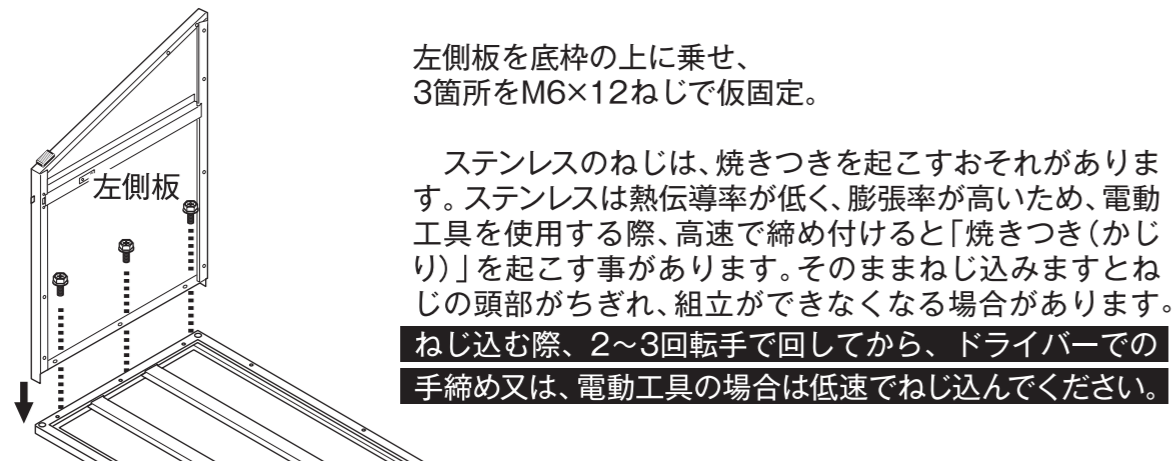 左側板を底枠の上に乗せ、
3箇所をM6×12ねじで仮固定。
左側板
ステンレスのねじは、焼きつきを起こすおそれがありま
す。ステンレスは熱伝導率が低く、膨張率が高いため、電動
工具を使用する際、高速で締め付けると「焼きつき（かじ
り）」を起こす事があります。そのままねじ込みますとね
じの頭部がちぎれ、組立ができなくなる場合があります。
ねじ込む際、2～3回転手で回してから、ドライバーでの
手締め又は、電動工具の場合は低速でねじ込んでください。